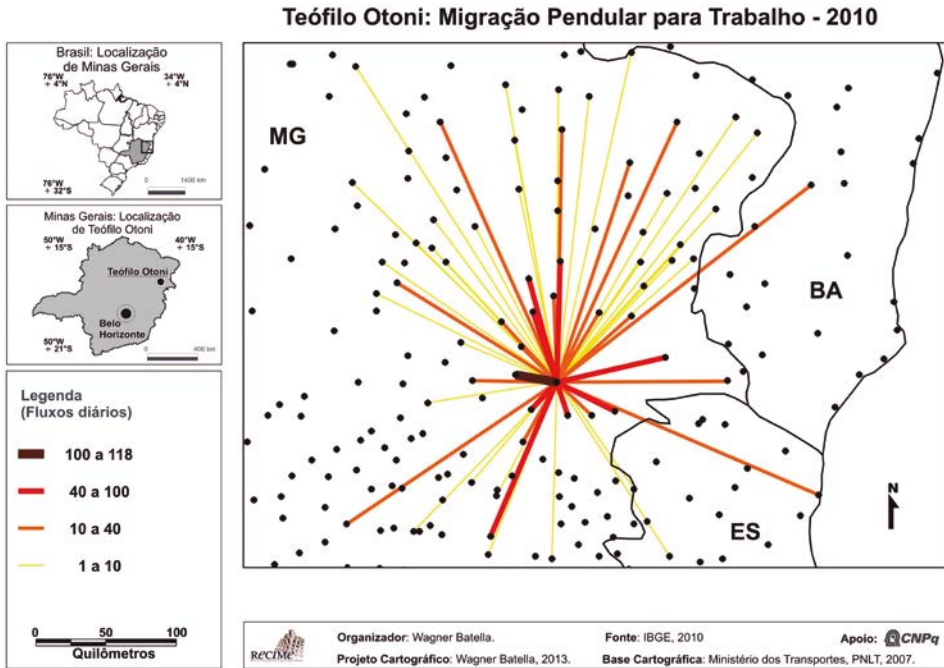 Teófilo Otoni: Migração Pendular para Trabalho - 2010
Brasil: Localização
de Minas Gerais
76°W
+ 4°N
34°W
+ 4°N
76°W
+ 32°S
0 1400 km
Minas Gerais: Localização
de Teófilo Otoni
50°W
+ 15°S
40°W
+ 15°S
Teófilo Otoni
Belo
Horizonte
50°W
+ 21°S
0 400 km
Legenda
(Fluxos diários)
100 a 118
40 a 100
10 a 40
1 a 10
0 50 100
Quilômetros
MG
BA
ES
N
ReCiMe
Organizador: Wagner Batella.
Fonte: IBGE, 2010
Apoio: CNPq
Projeto Cartográfico: Wagner Batella, 2013.
Base Cartográfica: Ministério dos Transportes, PNLT, 2007.